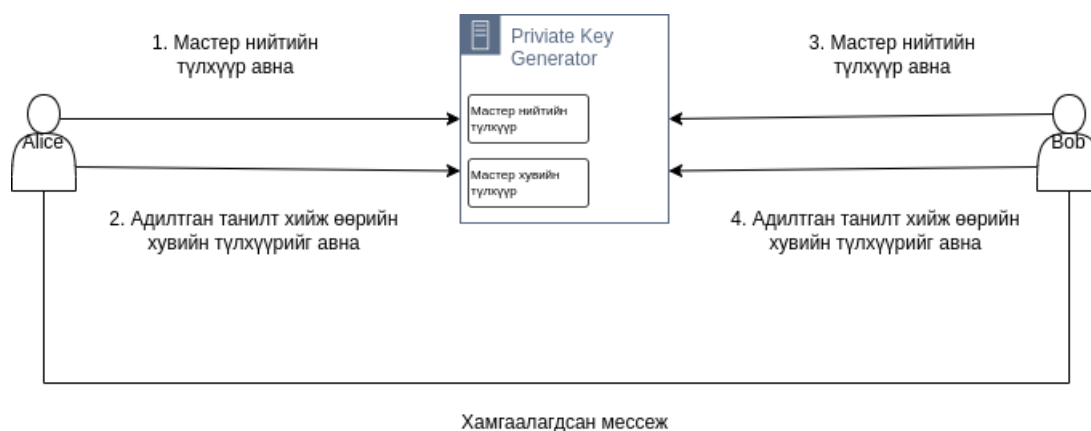 1. Мастер нийтийн
түлхүүр авна
Priviate Key
Generator
3. Мастер нийтийн
түлхүүр авна
Мастер нийтийн
түлхүүр
Alice
Bob
Мастер хувийн
түлхүүр
2. Адилтган танилт хийж өөрийн
хувийн түлхүүрийг авна
4. Адилтган танилт хийж өөрийн
хувийн түлхүүрийг авна
Хамгаалагдсан мессеж